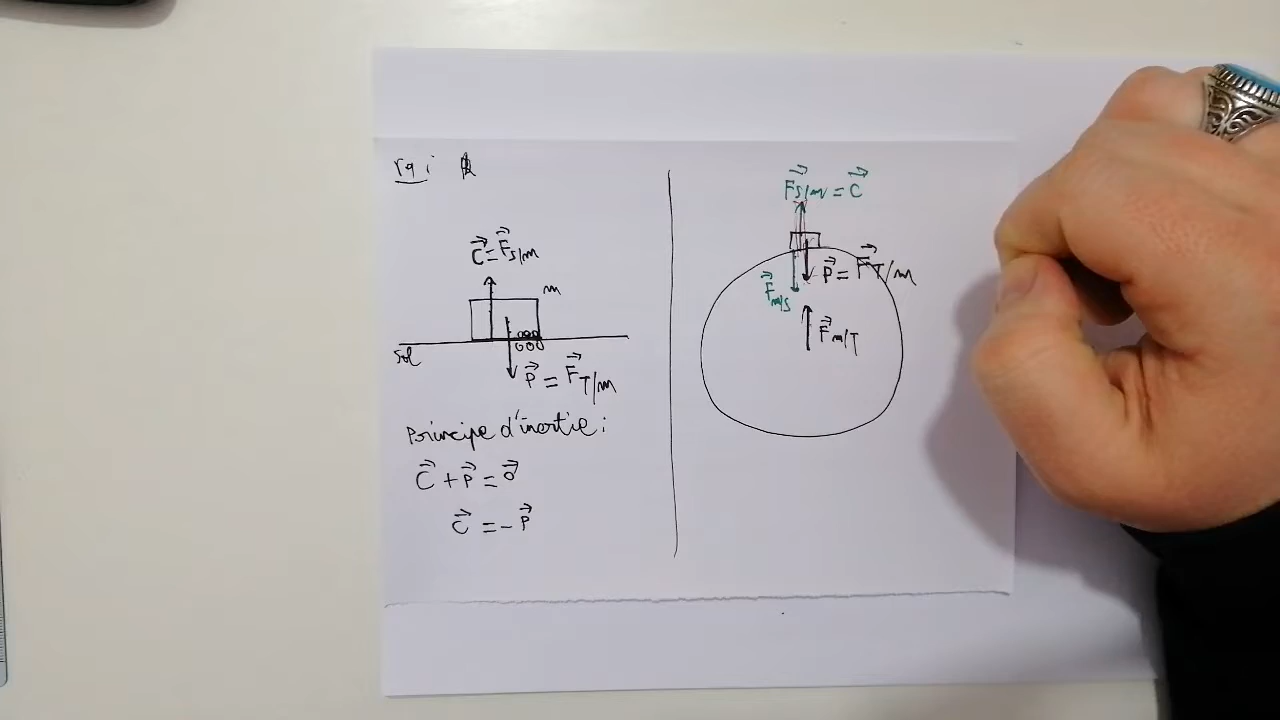 rq :
C⃗ = F⃗ S/m
m
sol
P⃗ = F⃗ T/m
Principe d'inertie :
C⃗ + P⃗ = 0⃗
C⃗ = - P⃗
F⃗ S/m = C⃗
P⃗ = F⃗ T/m
F⃗ m/S
F⃗ m/T